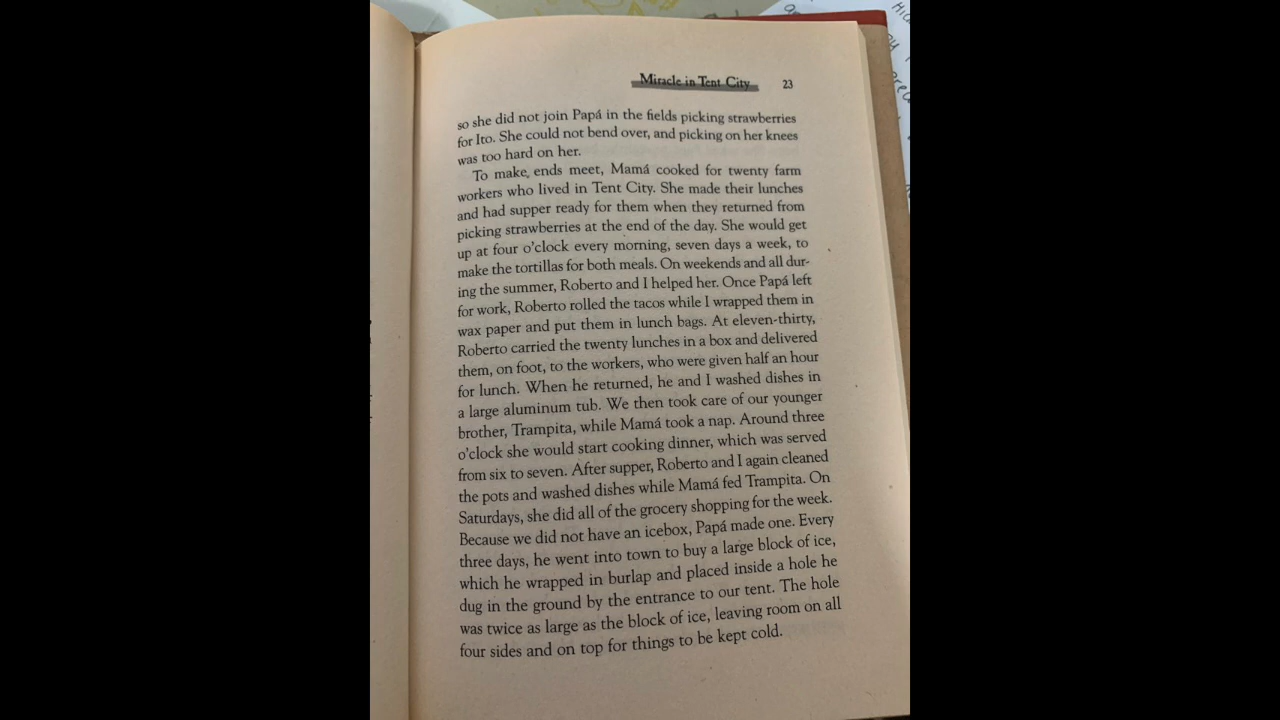 Miracle in Tent City 23
so she did not join Papá in the fields picking strawberries
for Ito. She could not bend over, and picking on her knees
was too hard on her.
To make ends meet, Mamá cooked for twenty farm
workers who lived in Tent City. She made their lunches
and had supper ready for them when they returned from
picking strawberries at the end of the day. She would get
up at four o'clock every morning, seven days a week, to
make the tortillas for both meals. On weekends and all dur-
ing the summer, Roberto and I helped her. Once Papá left
for work, Roberto rolled the tacos while I wrapped them in
wax paper and put them in lunch bags. At eleven-thirty,
Roberto carried the twenty lunches in a box and delivered
them, on foot, to the workers, who were given half an hour
for lunch. When he returned, he and I washed dishes in
a large aluminum tub. We then took care of our younger
brother, Trampita, while Mamá took a nap. Around three
o'clock she would start cooking dinner, which was served
from six to seven. After supper, Roberto and I again cleaned
the pots and washed dishes while Mamá fed Trampita. On
Saturdays, she did all of the grocery shopping for the week.
Because we did not have an icebox, Papá made one. Every
three days, he went into town to buy a large block of ice,
which he wrapped in burlap and placed inside a hole he
dug in the ground by the entrance to our tent. The hole
was twice as large as the block of ice, leaving room on all
four sides and on top for things to be kept cold.